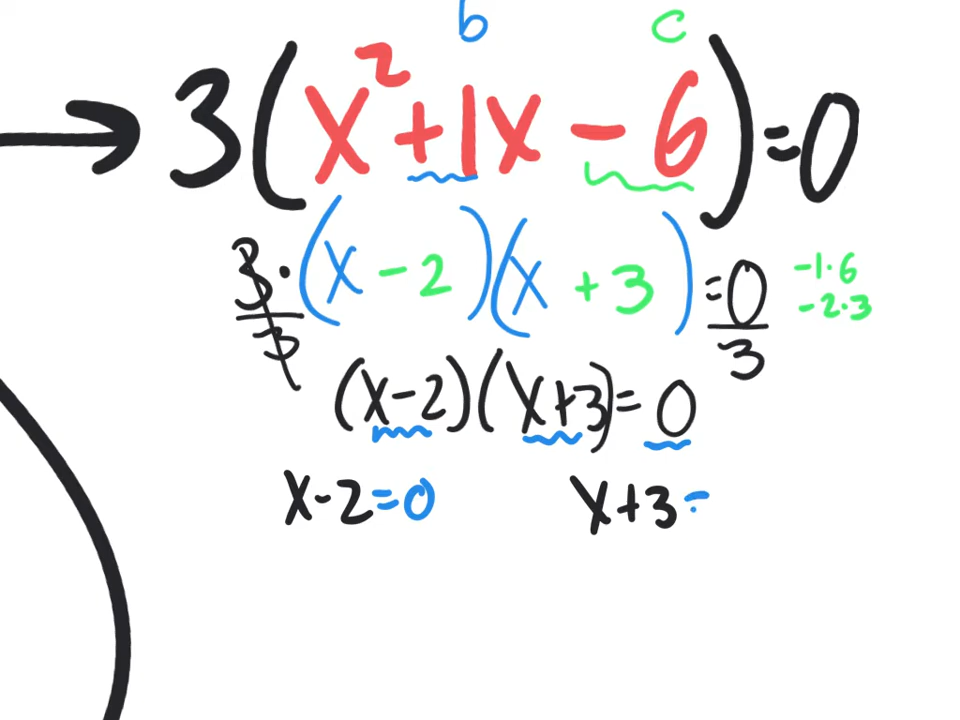 b c
3(x²+1x-6)=0
3·(x-2)(x+3)=0 -1·6
3 3 -2·3
(x-2)(x+3)=0
x-2=0 x+3=